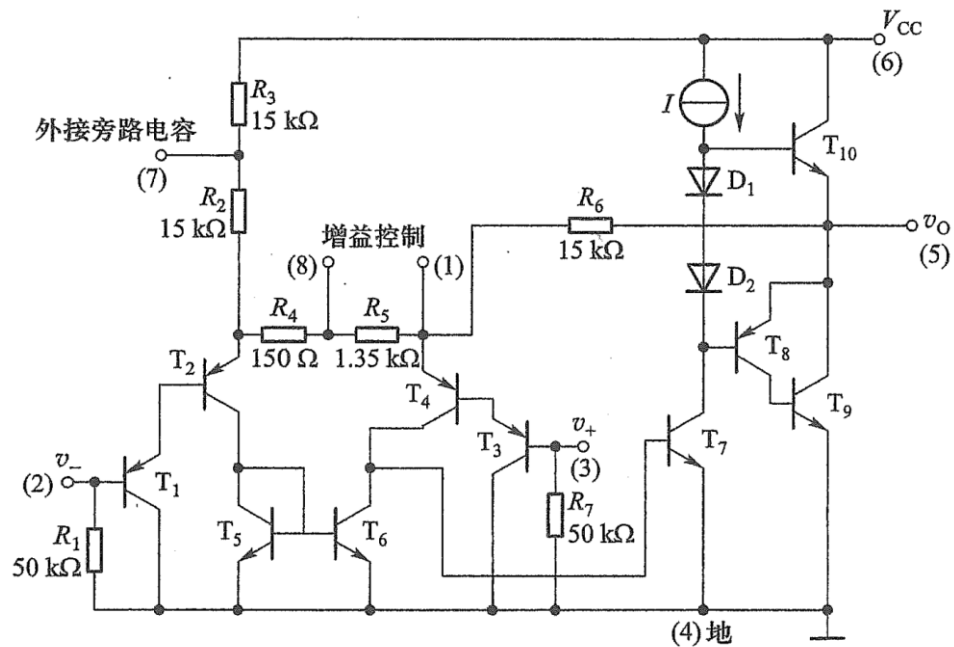 V_CC
(6)
R_3
15 kΩ
I
T_10
外接旁路电容
(7)
D_1
R_2
15 kΩ
R_6
15 kΩ
v_O
(5)
增益控制
(8)
(1)
D_2
R_4
150 Ω
R_5
1.35 kΩ
T_8
T_2
T_4
T_9
v_+
(3)
T_3
T_7
v_-
(2)
T_1
R_7
50 kΩ
R_1
50 kΩ
T_5
T_6
(4) 地